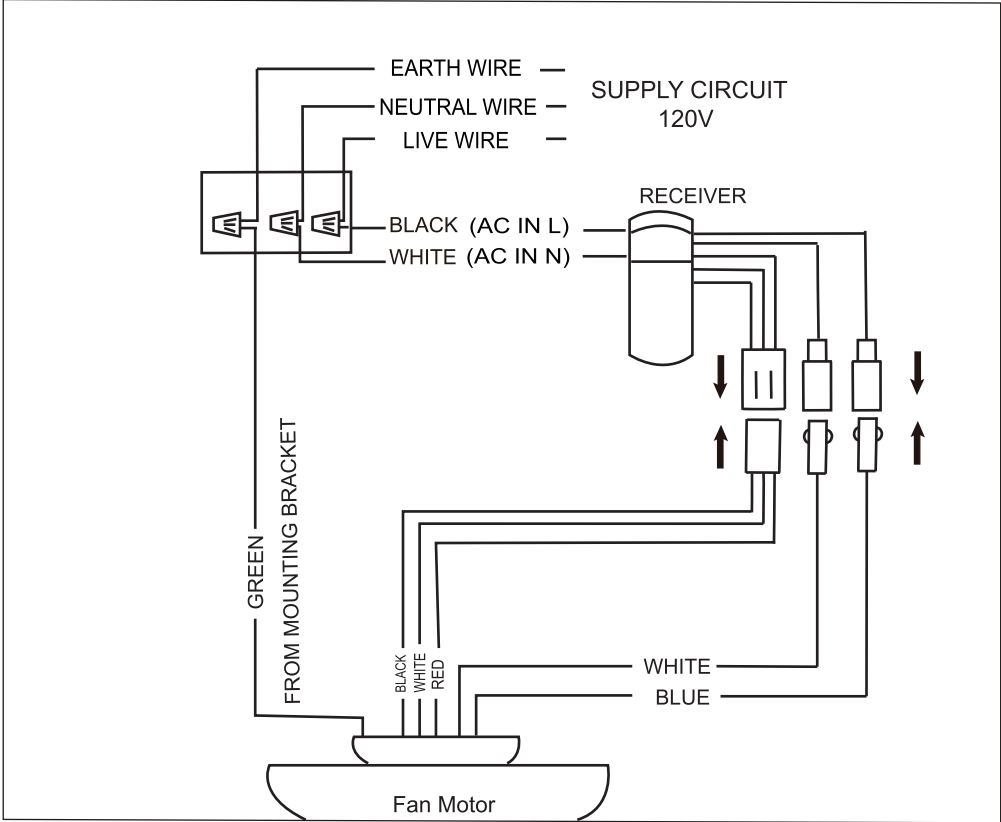 EARTH WIRE
NEUTRAL WIRE
LIVE WIRE
SUPPLY CIRCUIT
120V
RECEIVER
BLACK (AC IN L)
WHITE (AC IN N)
GREEN
FROM MOUNTING BRACKET
BLACK
WHITE
RED
WHITE
BLUE
Fan Motor